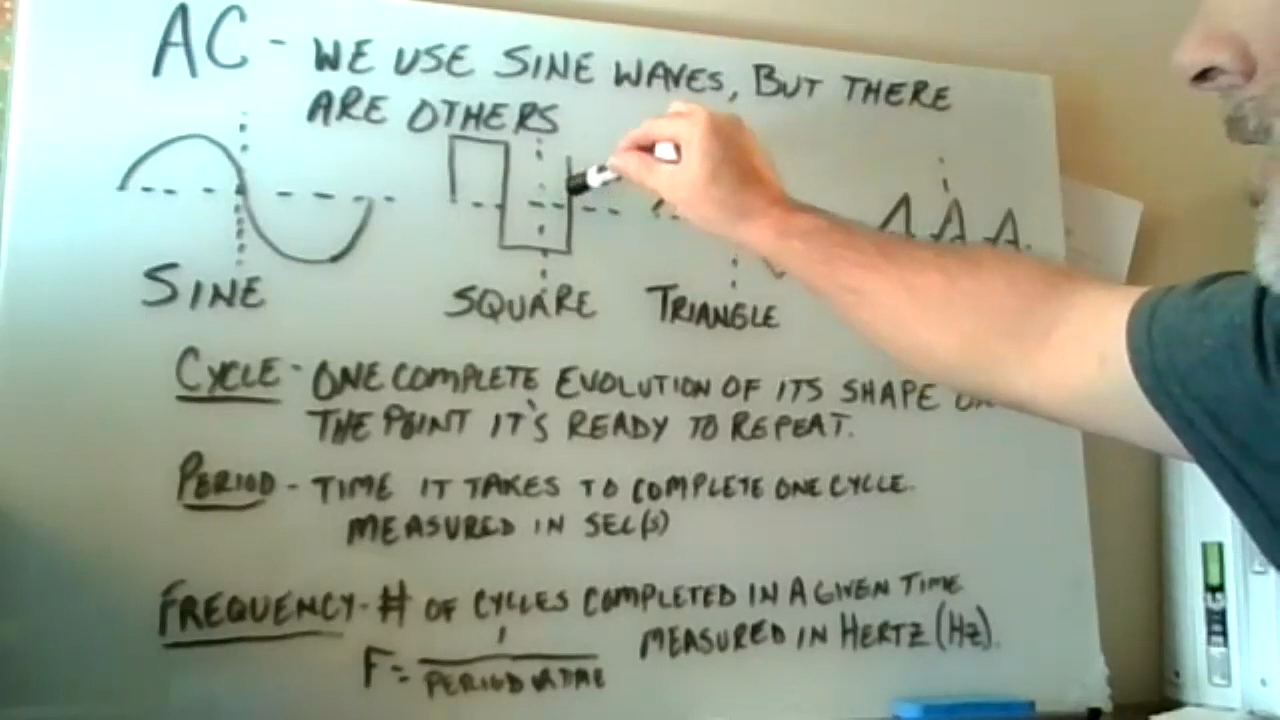 AC - WE USE SINE WAVES, BUT THERE
ARE OTHERS
SINE SQUARE TRIANGLE
CYCLE - ONE COMPLETE EVOLUTION OF ITS SHAPE
THE POINT IT'S READY TO REPEAT.
PERIOD - TIME IT TAKES TO COMPLETE ONE CYCLE.
MEASURED IN SEC(S)
FREQUENCY - # OF CYCLES COMPLETED IN A GIVEN TIME
MEASURED IN HERTZ (HZ).
F = 1
PERIOD OR TIME